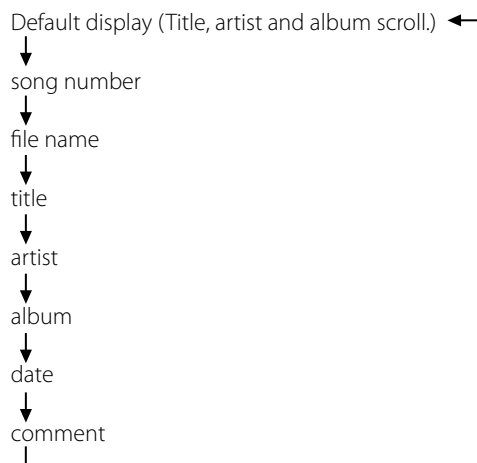 Default display (Title, artist and album scroll.)
song number
file name
title
artist
album
date
comment